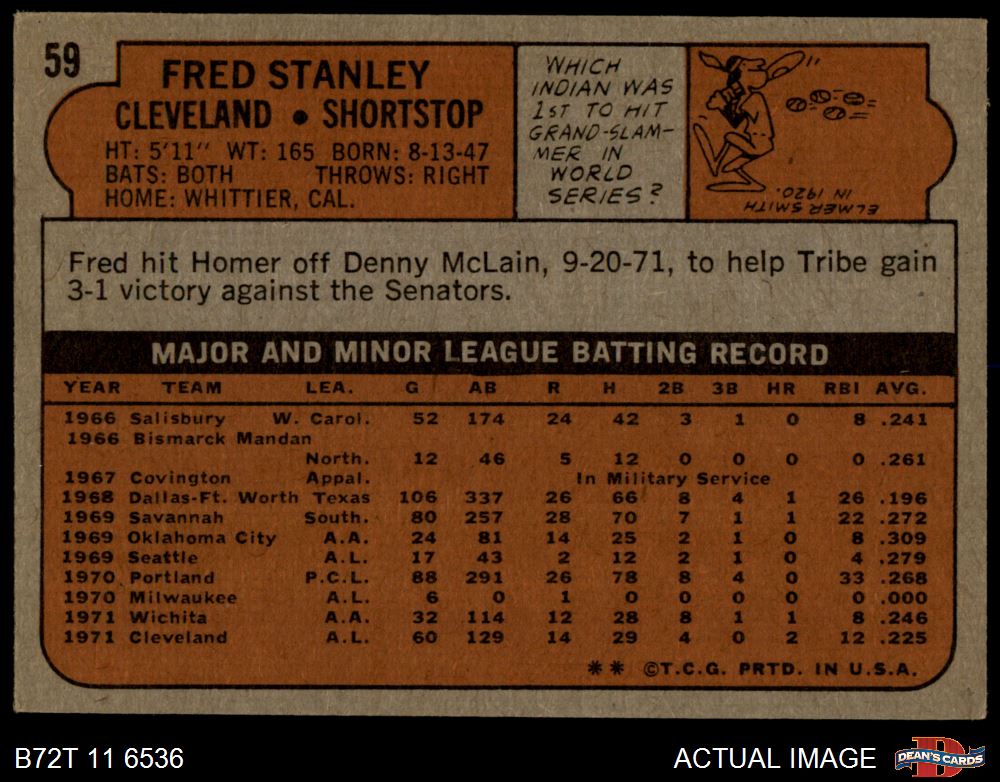 59
FRED STANLEY
CLEVELAND • SHORTSTOP
HT: 5'11" WT: 165 BORN: 8-13-47
BATS: BOTH THROWS: RIGHT
HOME: WHITTIER, CAL.
WHICH
INDIAN WAS
1ST TO HIT
GRAND-SLAM-
MER IN
WORLD
SERIES?
ELMER SMITH
IN 1920.
Fred hit Homer off Denny McLain, 9-20-71, to help Tribe gain
3-1 victory against the Senators.
MAJOR AND MINOR LEAGUE BATTING RECORD
YEAR TEAM LEA. G AB R H 2B 3B HR RBI AVG.
1966 Salisbury W. Carol. 52 174 24 42 3 1 0 8 .241
1966 Bismarck Mandan
North. 12 46 5 12 0 0 0 0 .261
1967 Covington Appal. In Military Service
1968 Dallas-Ft. Worth Texas 106 337 26 66 8 4 1 26 .196
1969 Savannah South. 80 257 28 70 7 1 1 22 .272
1969 Oklahoma City A.A. 24 81 14 25 2 1 0 8 .309
1969 Seattle A.L. 17 43 2 12 2 1 0 4 .279
1970 Portland P.C.L. 88 291 26 78 8 4 0 33 .268
1970 Milwaukee A.L. 6 0 1 0 0 0 0 0 .000
1971 Wichita A.A. 32 114 12 28 8 1 1 8 .246
1971 Cleveland A.L. 60 129 14 29 4 0 2 12 .225
** ©T.C.G. PRTD. IN U.S.A.
B72T 11 6536
ACTUAL IMAGE
D
DEAN'S CARDS